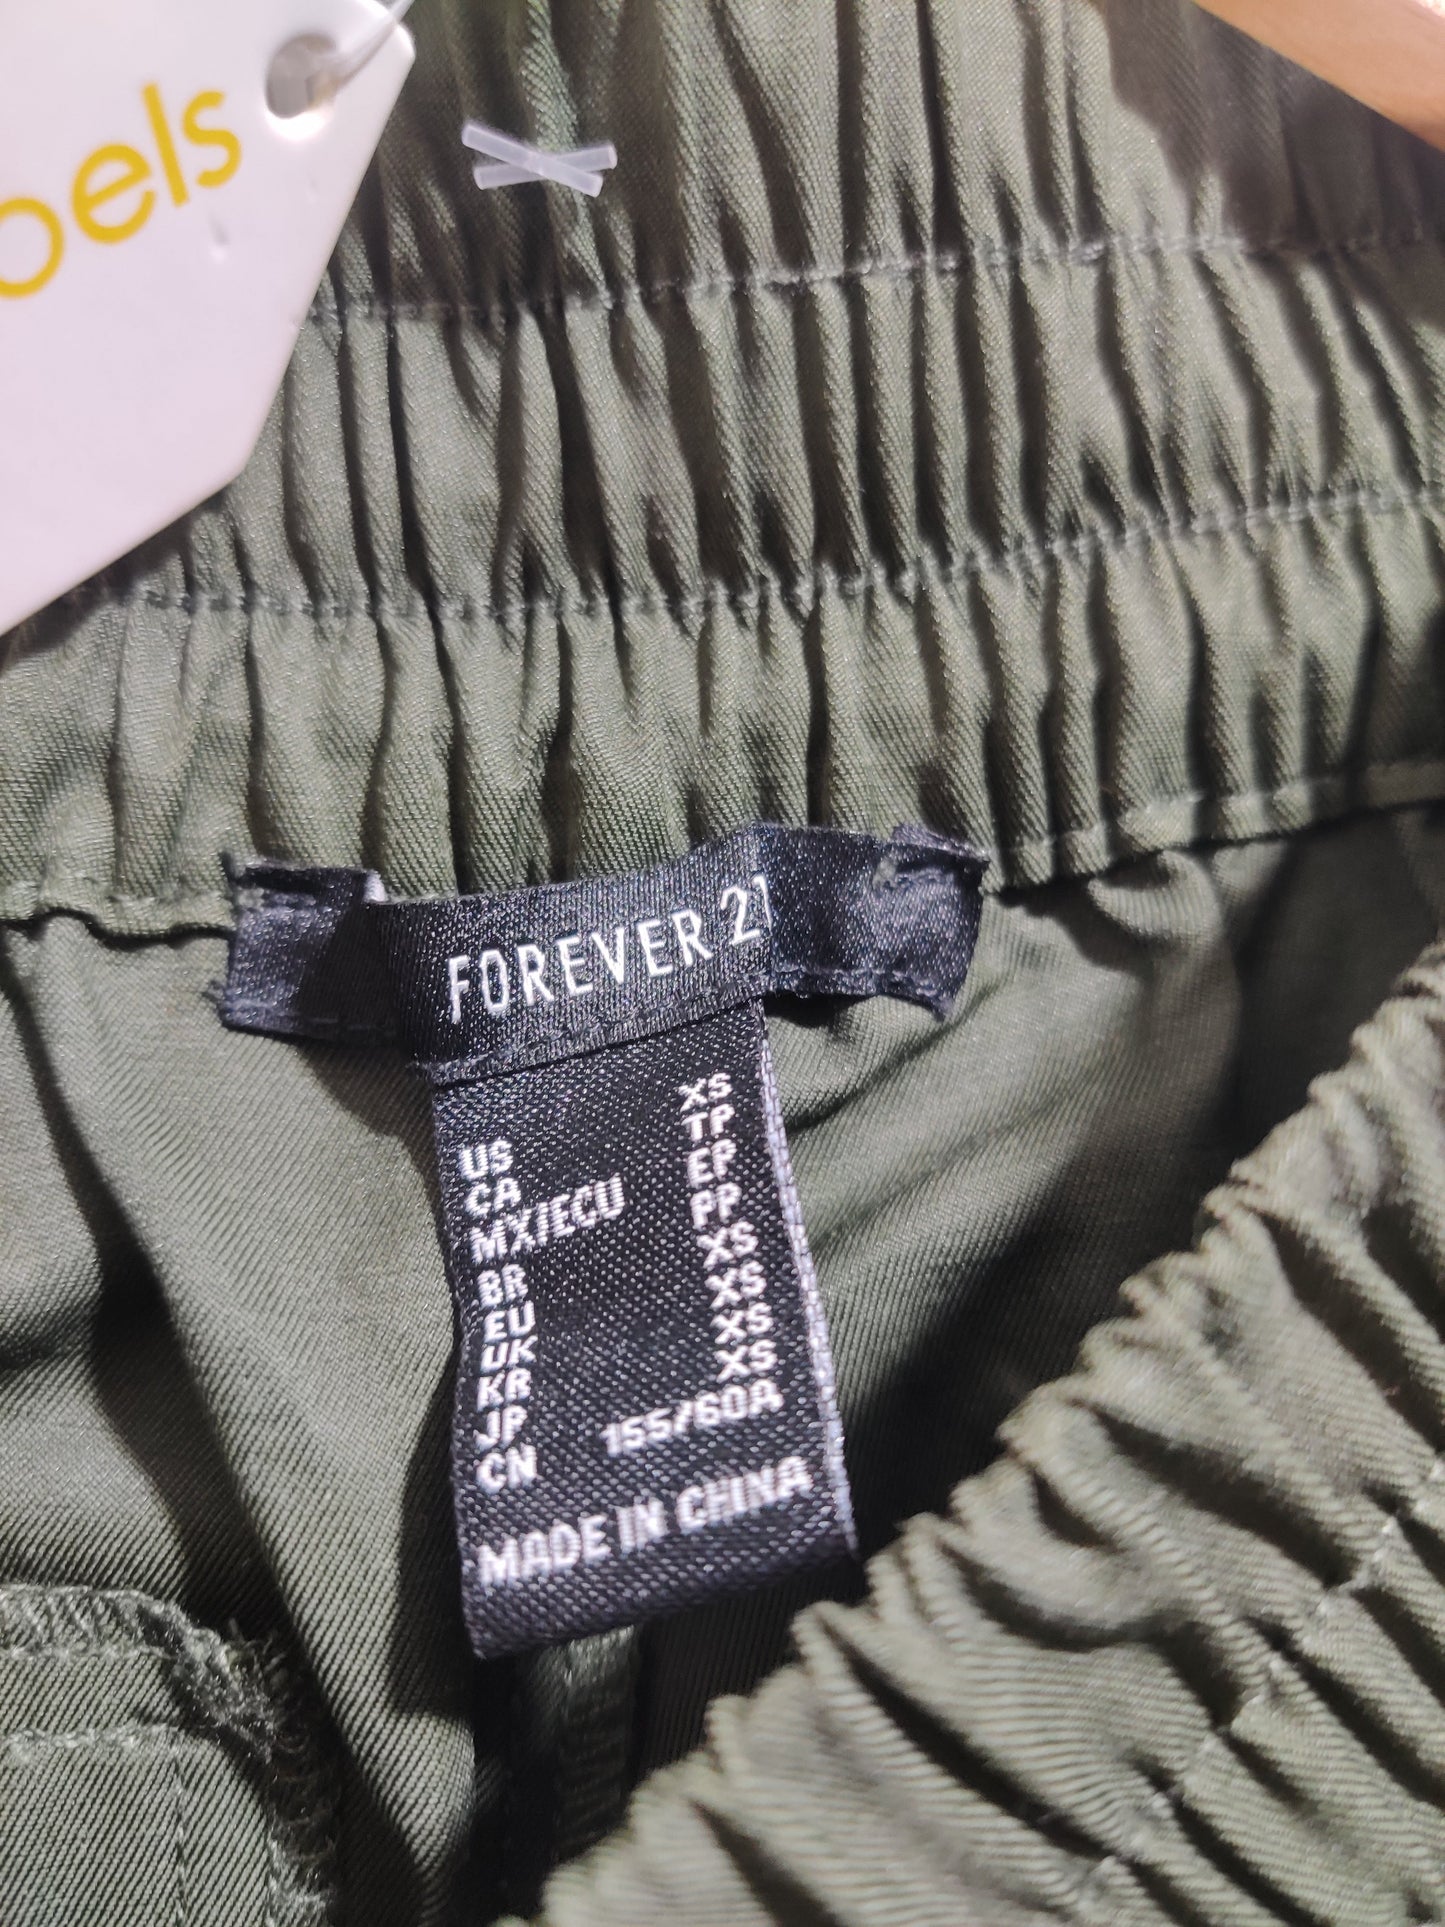 bels
FOREVER 21
US XS
CA TP
MX/ECU EP
BR PP
EU XS
UK XS
KR XS
JP XS
CN 155/60A
MADE IN CHINA